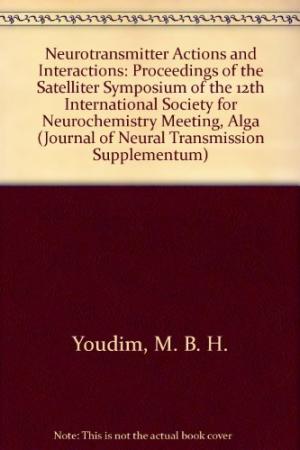 Neurotransmitter Actions and
Interactions: Proceedings of the
Satelliter Symposium of the 12th
International Society for
Neurochemistry Meeting, Alga
(Journal of Neural Transmission
Supplementum)
Youdim, M. B. H.
Note: This is not the actual book cover